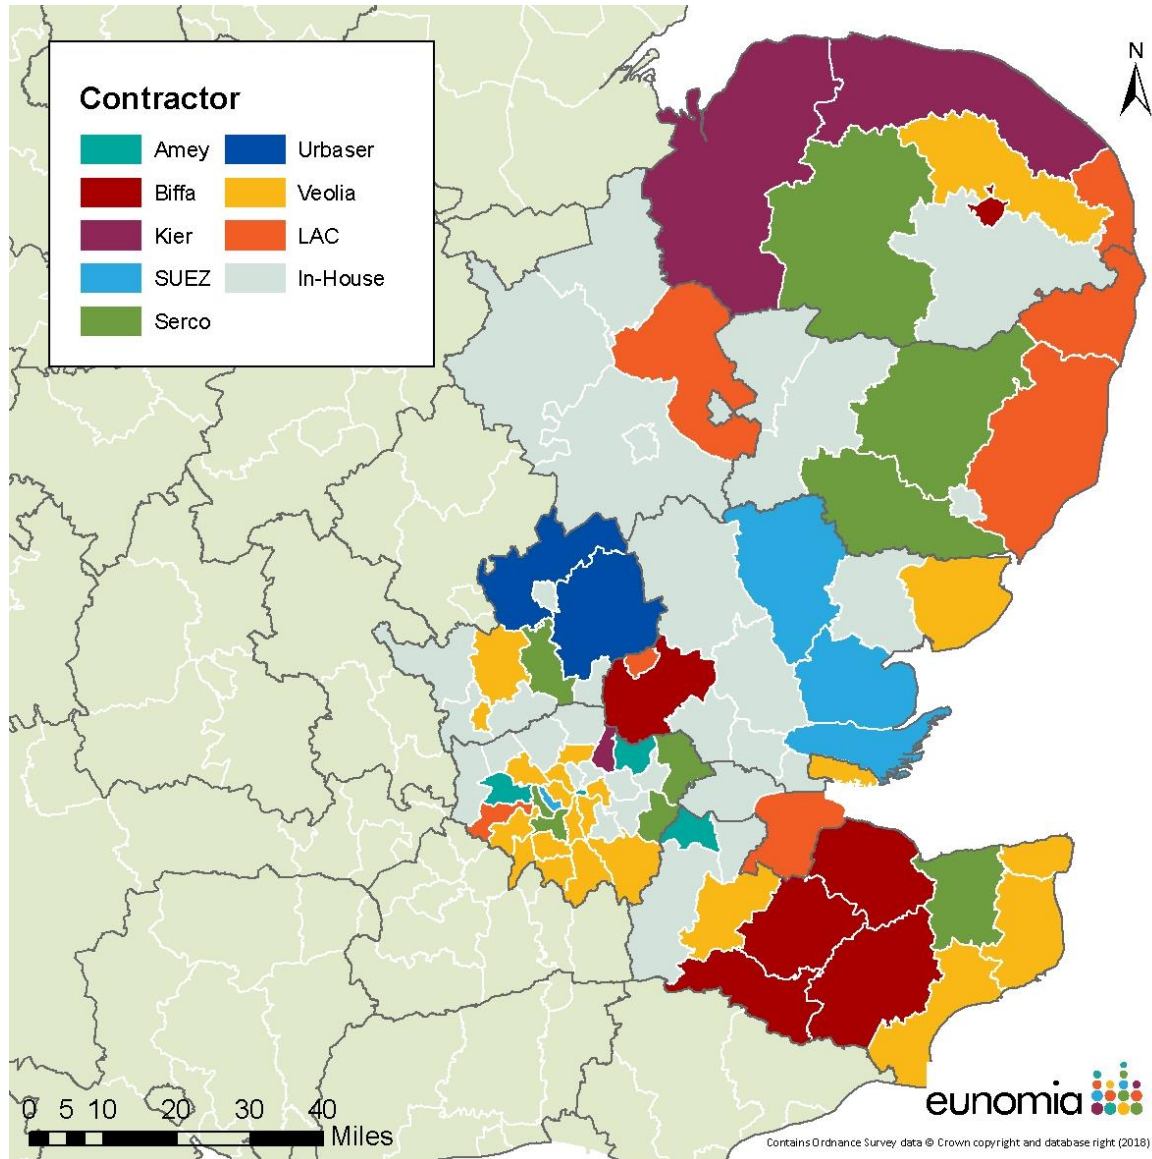 N
Contractor
Amey
Urbaser
Biffa
Veolia
Kier
LAC
SUEZ
In-House
Serco
0 5 10 20 30 40
Miles
eunomia
Contains Ordnance Survey data © Crown copyright and database right (2018)